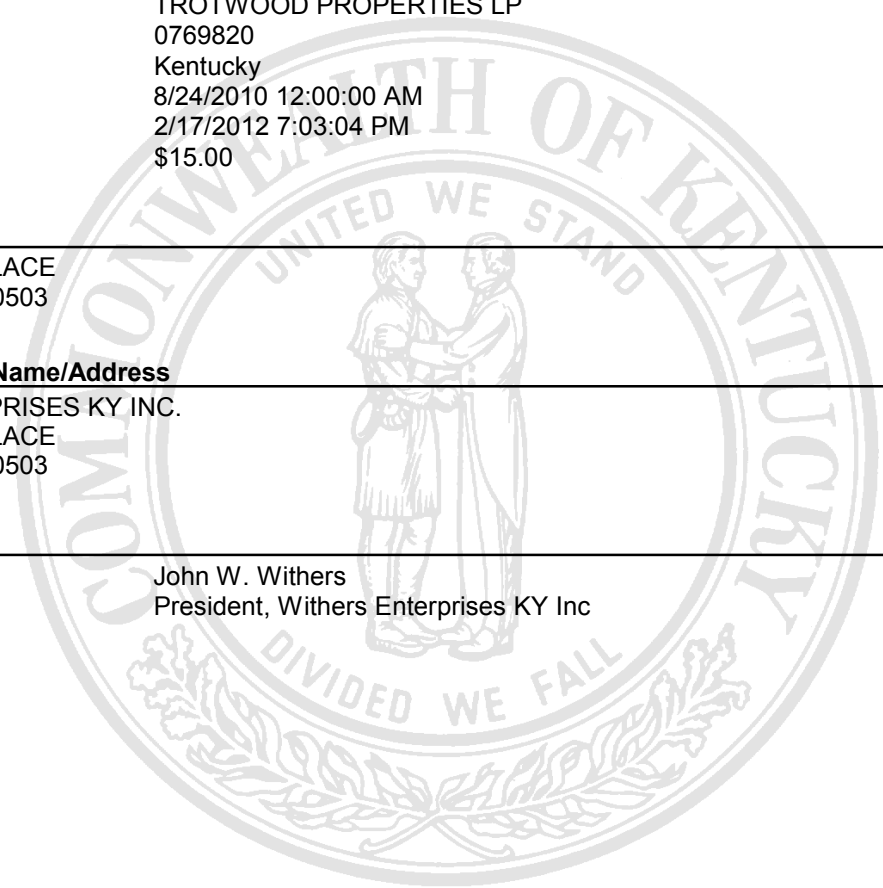 TROTWOOD PROPERTIES LP
0769820
Kentucky
8/24/2010 12:00:00 AM
2/17/2012 7:03:04 PM
$15.00
LACE
0503
Name/Address
PRISES KY INC.
LACE
0503
John W. Withers
President, Withers Enterprises KY Inc
COMMONWEALTH OF KENTUCKY
UNITED WE STAND
DIVIDED WE FALL